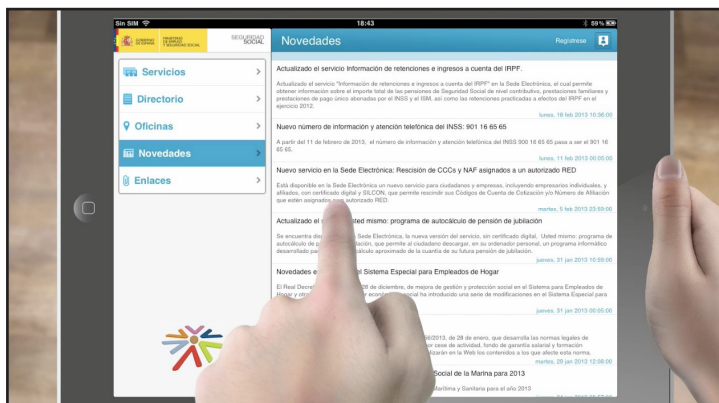 Sin SIM
18:43
59%
GOBIERNO DE ESPAÑA
MINISTERIO DE EMPLEO Y SEGURIDAD SOCIAL
SEGURIDAD SOCIAL
Novedades
Regístrese
Servicios
Directorio
Oficinas
Novedades
Enlaces
Actualizado el servicio Información de retenciones e ingresos a cuenta del IRPF.
Actualizado el servicio "Información de retenciones e ingresos a cuenta del IRPF" en la Sede Electrónica, el cual permite
obtener información sobre el importe total de las pensiones de Seguridad Social de nivel contributivo, prestaciones familiares y
prestaciones de pago único abonadas por el INSS y el ISM, así como las retenciones practicadas a efectos del IRPF en el
ejercicio 2012.
lunes, 18 feb 2013 10:56:00
Nuevo número de información y atención telefónica del INSS: 901 16 65 65
A partir del 11 de febrero de 2013, el número de información y atención telefónica del INSS 900 16 65 65 pasa a ser el 901 16
65 65.
lunes, 11 feb 2013 00:05:00
Nuevo servicio en la Sede Electrónica: Rescisión de CCCs y NAF asignados a un autorizado RED
Está disponible en la Sede Electrónica un nuevo servicio para ciudadanos y empresas, incluyendo empresarios individuales, y
afiliados, con certificado digital y SILCON, que permite rescindir sus Códigos de Cuenta de Cotización y/o Número de Afiliación
que estén asignados a un autorizado RED.
martes, 5 feb 2013 23:59:00
Actualizado el usted mismo: programa de autocálculo de pensión de jubilación
Se encuentra Sede Electrónica, la nueva versión del servicio, sin certificado digital, Usted mismo: programa de
autocálculo de que permite al ciudadano descargar, en su ordenador personal, un programa informático
desarrollado cálculo aproximado de la cuantía de su futura pensión de jubilación.
jueves, 31 jan 2013 10:59:00
Novedades el Sistema Especial para Empleados de Hogar
El Real 28 de diciembre, de mejora de gestión y protección social en el Sistema para Empleados de
Hogar y social ha introducido una serie de modificaciones en el Sistema Especial para
jueves, 31 jan 2013 00:05:00
de 28 de enero, que desarrolla las normas legales de
cese de actividad, fondo de garantía salarial y formación
en la Web los contenidos a los que afecte esta norma.
martes, 29 jan 2013 12:08:00
Social de la Marina para 2013
Marítima y Sanitaria para el año 2013